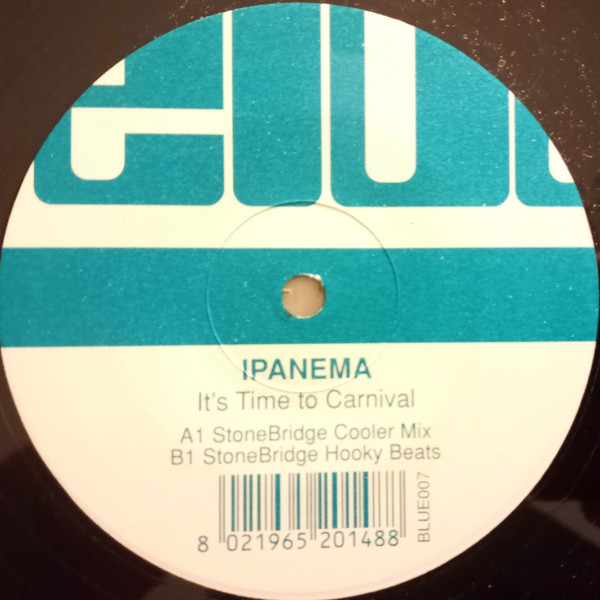 IPANEMA
It's Time to Carnival
A1 StoneBridge Cooler Mix
B1 StoneBridge Hooky Beats
8 021965 201488
BLUE007